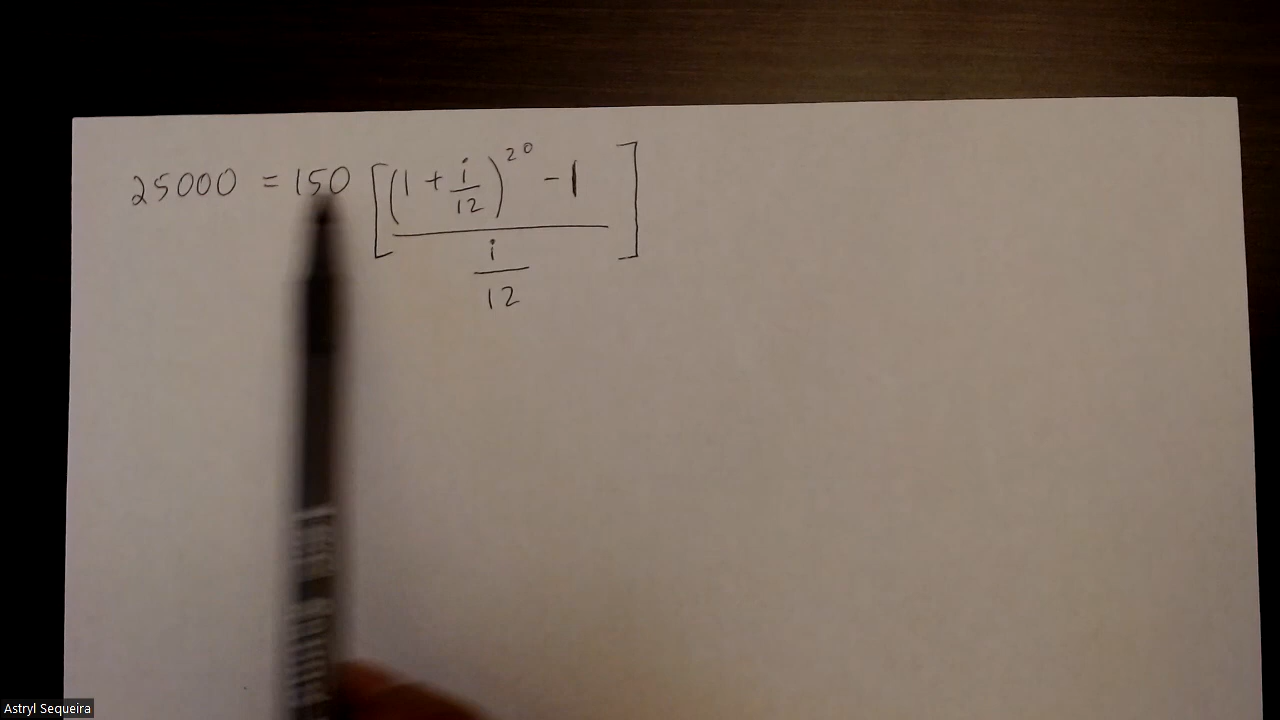 25000 = 150 [((1 + i/12)^20 - 1) / (i/12)]
Astryl Sequeira